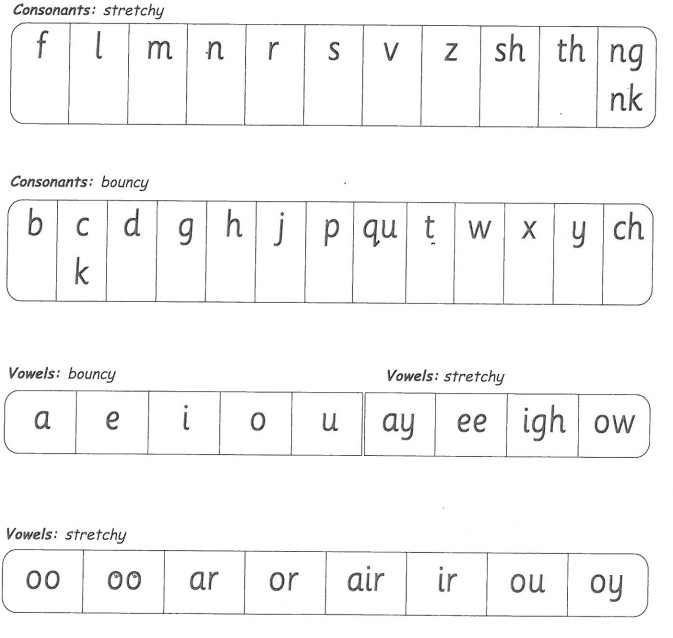 Consonants: stretchy
f l m n r s v z sh th ng
nk
Consonants: bouncy
b c d g h j p qu t w x y ch
k
Vowels: bouncy Vowels: stretchy
a e i o u ay ee igh ow
Vowels: stretchy
oo oo ar or air ir ou oy